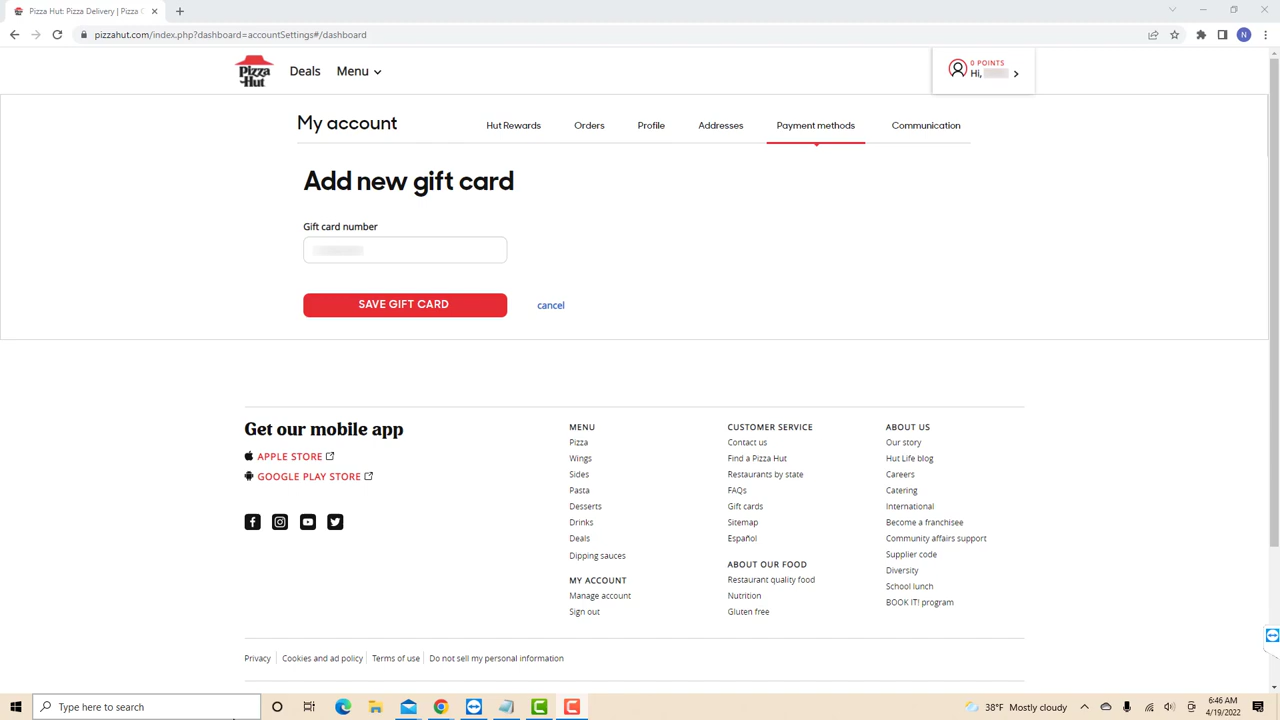 Pizza Hut: Pizza Delivery | Pizza C
pizzahut.com/index.php?dashboard=accountSettings#/dashboard
N
Pizza Hut
Deals
Menu
0 POINTS
Hi,
My account
Hut Rewards
Orders
Profile
Addresses
Payment methods
Communication
Add new gift card
Gift card number
SAVE GIFT CARD
cancel
Get our mobile app
APPLE STORE
GOOGLE PLAY STORE
MENU
Pizza
Wings
Sides
Pasta
Desserts
Drinks
Deals
Dipping sauces
MY ACCOUNT
Manage account
Sign out
CUSTOMER SERVICE
Contact us
Find a Pizza Hut
Restaurants by state
FAQs
Gift cards
Sitemap
Español
ABOUT OUR FOOD
Restaurant quality food
Nutrition
Gluten free
ABOUT US
Our story
Hut Life blog
Careers
Catering
International
Become a franchisee
Community affairs support
Supplier code
Diversity
School lunch
BOOK IT! program
Privacy
Cookies and ad policy
Terms of use
Do not sell my personal information
Type here to search
38°F Mostly cloudy
6:46 AM
4/19/2022